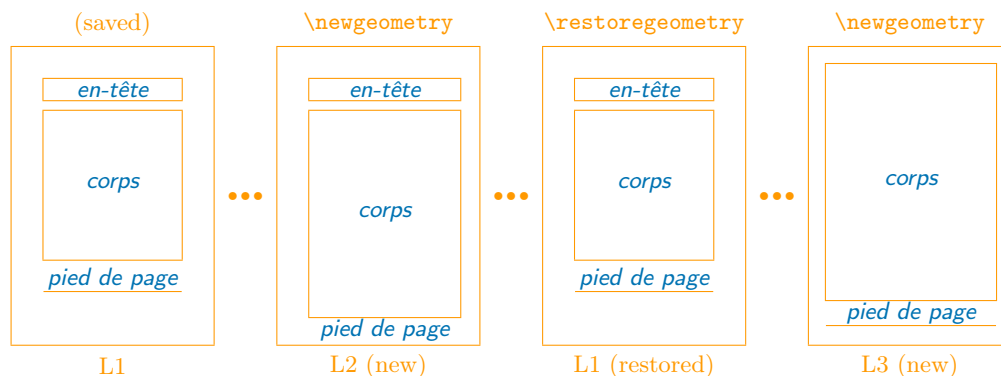 (saved) \newgeometry \restoregeometry \newgeometry
en-tête en-tête en-tête
corps corps corps corps
••• ••• •••
pied de page pied de page pied de page pied de page
L1 L2 (new) L1 (restored) L3 (new)